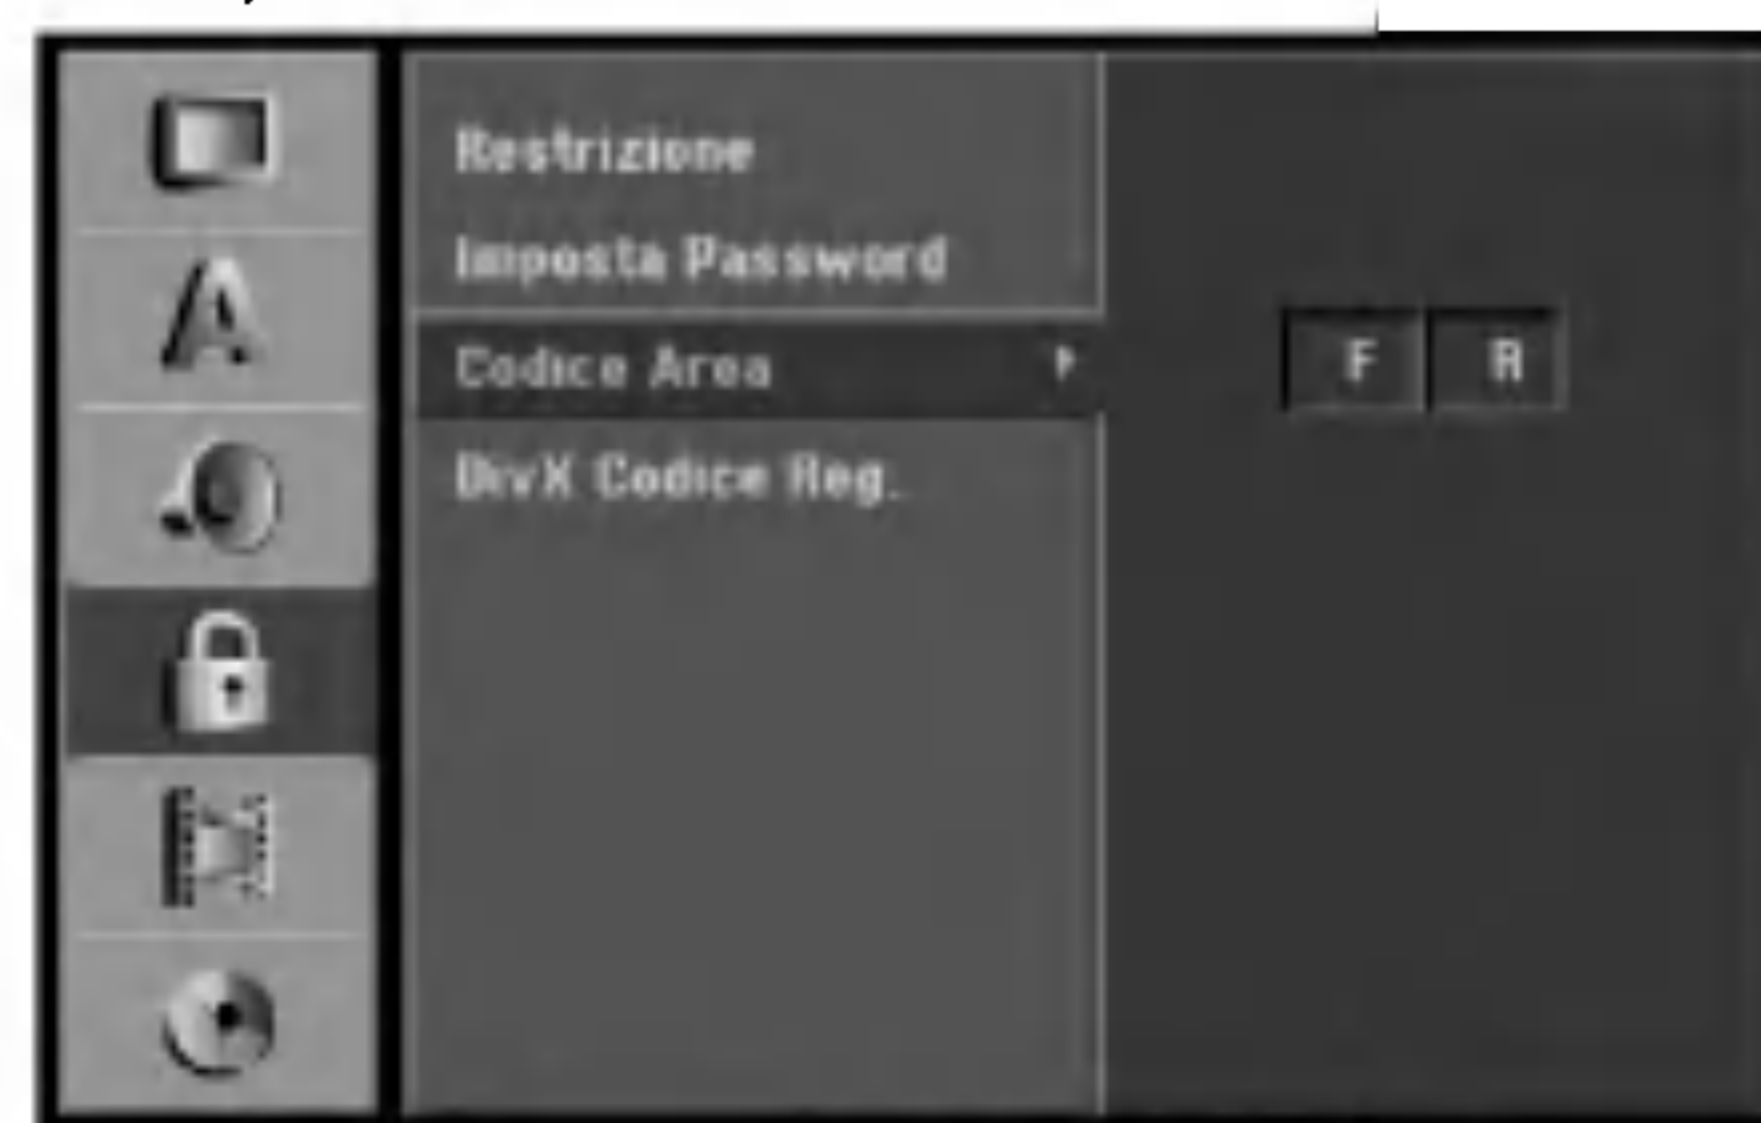 Restrizione
Imposta Password
Codice Area
F R
DivX Codice Reg.